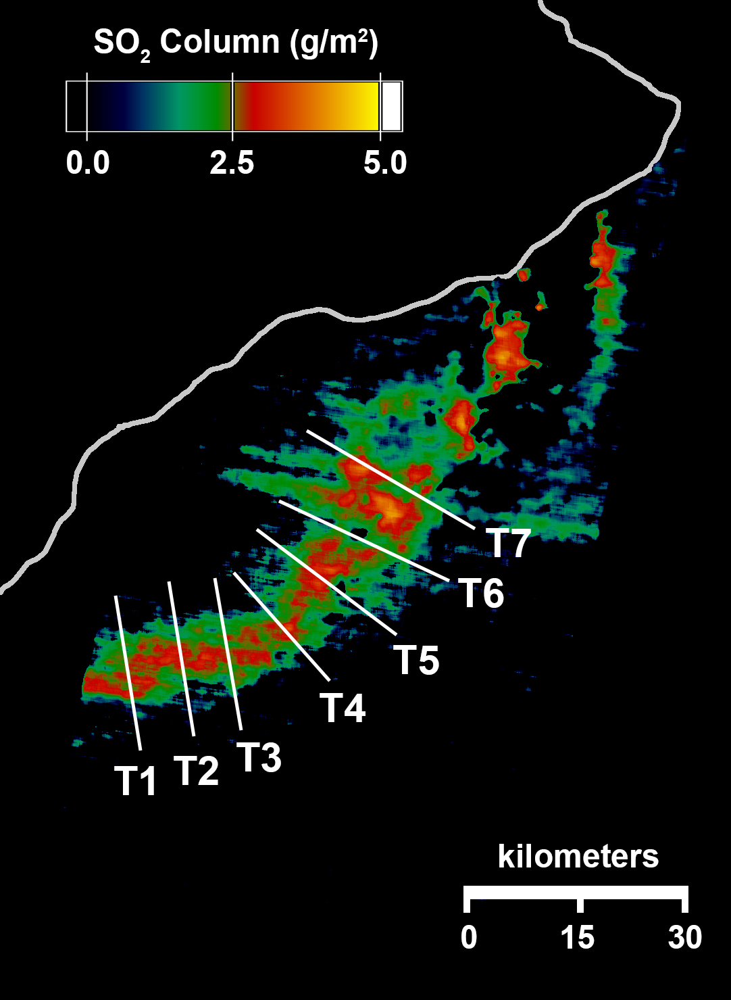 SO₂ Column (g/m²)
0.0 2.5 5.0
T7
T6
T5
T4
T3
T2
T1
kilometers
0 15 30